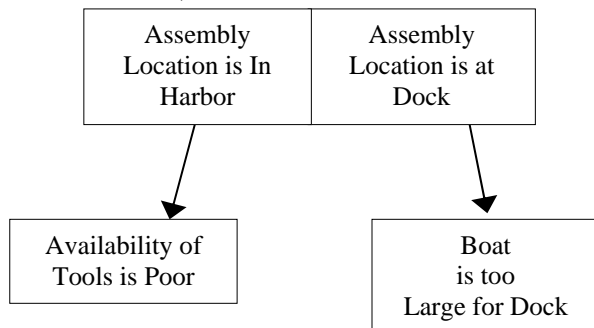 Assembly
Location is In
Harbor
Assembly
Location is at
Dock
Availability of
Tools is Poor
Boat
is too
Large for Dock